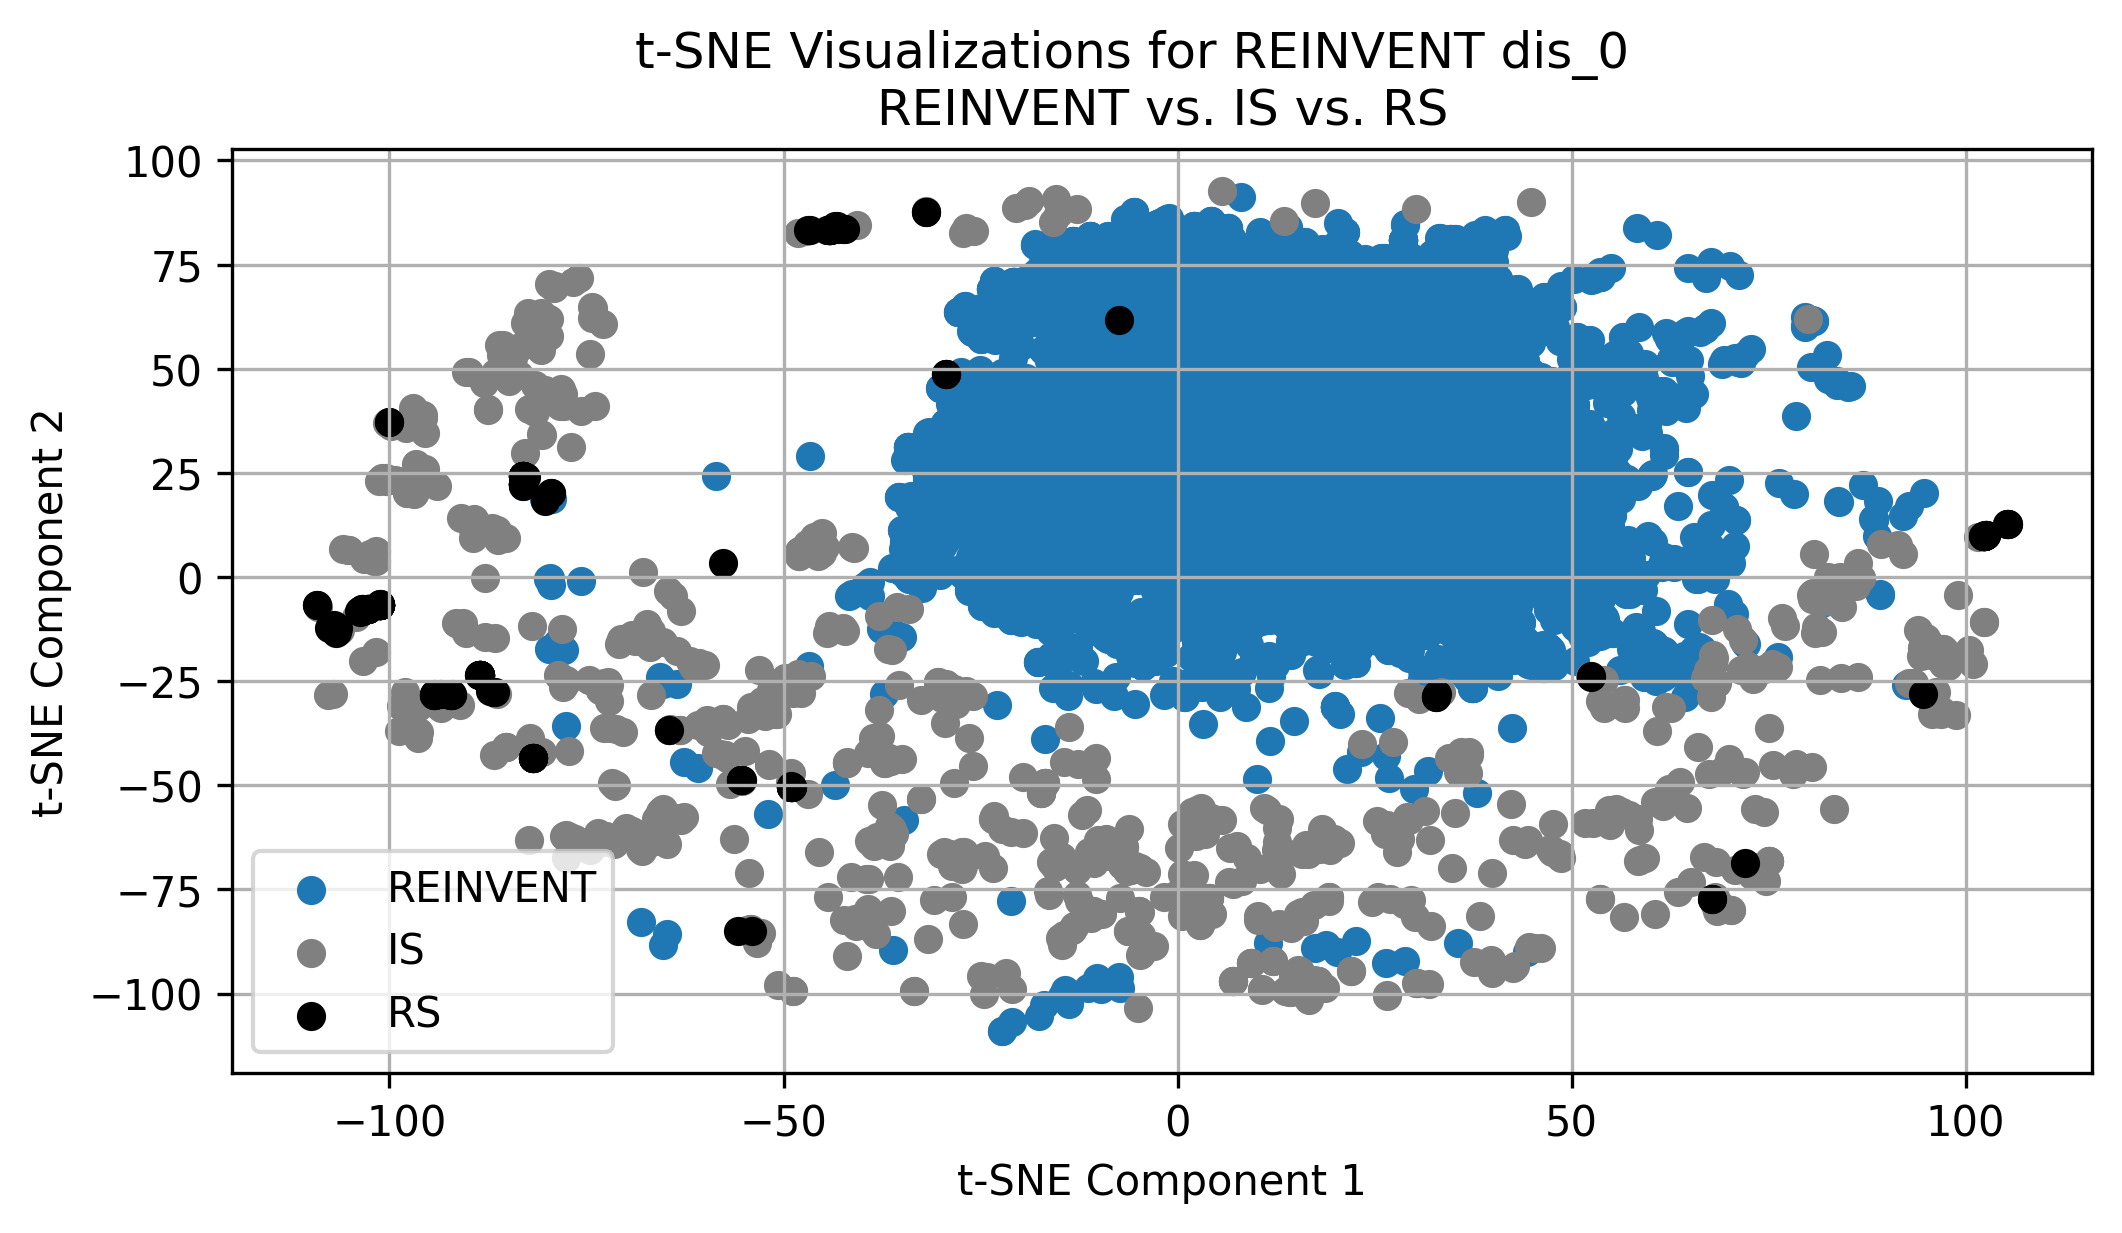 t-SNE Visualizations for REINVENT dis_0
REINVENT vs. IS vs. RS
100
75
50
25
0
−25
−50
−75
−100
t-SNE Component 2
REINVENT
IS
RS
−100
−50
0
50
100
t-SNE Component 1